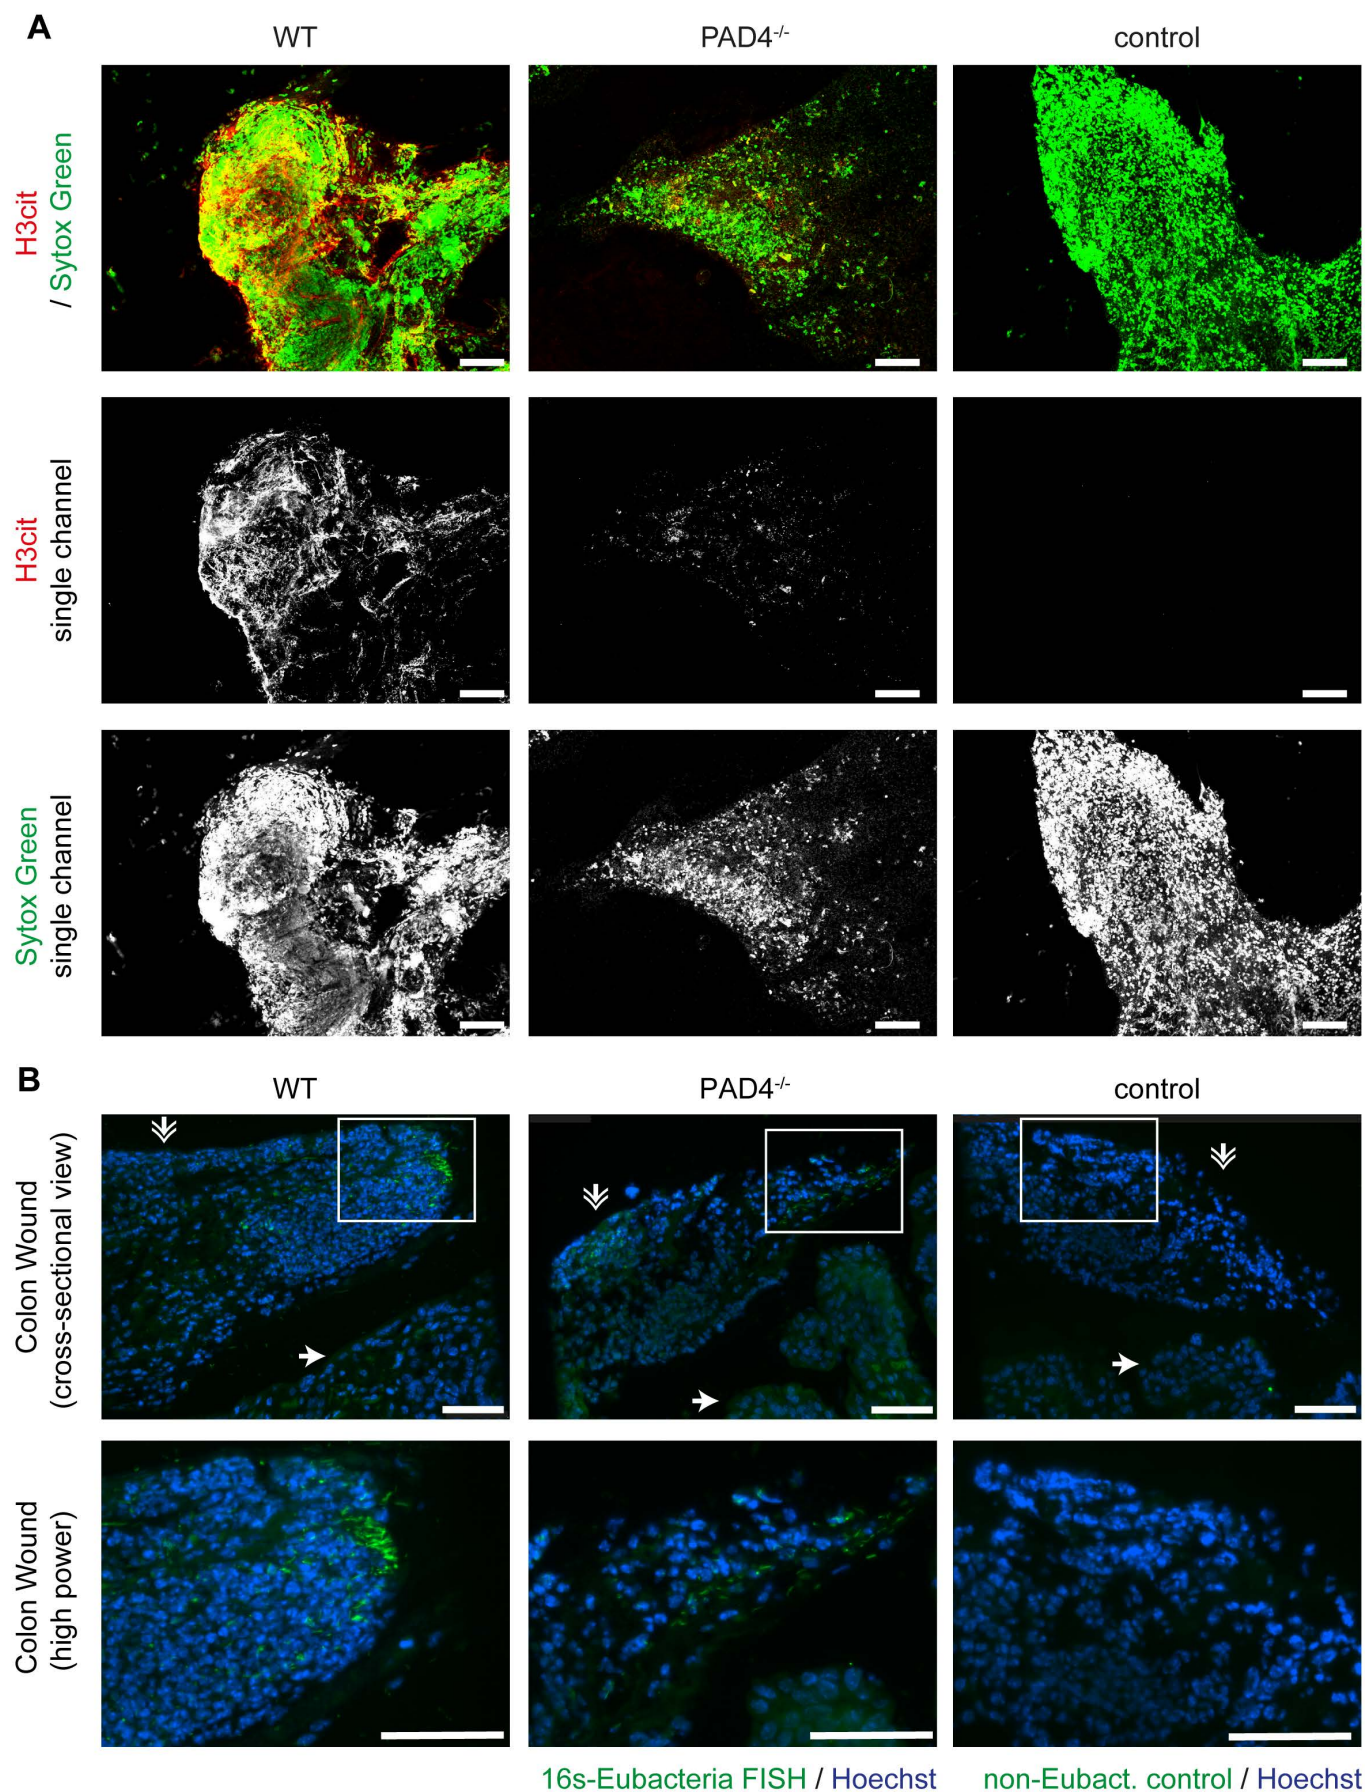 A
WT
PAD4-/-
control
H3cit
/ Sytox Green
H3cit
single channel
Sytox Green
single channel
B
WT
PAD4-/-
control
Colon Wound
(cross-sectional view)
Colon Wound
(high power)
16s-Eubacteria FISH / Hoechst
non-Eubact. control / Hoechst